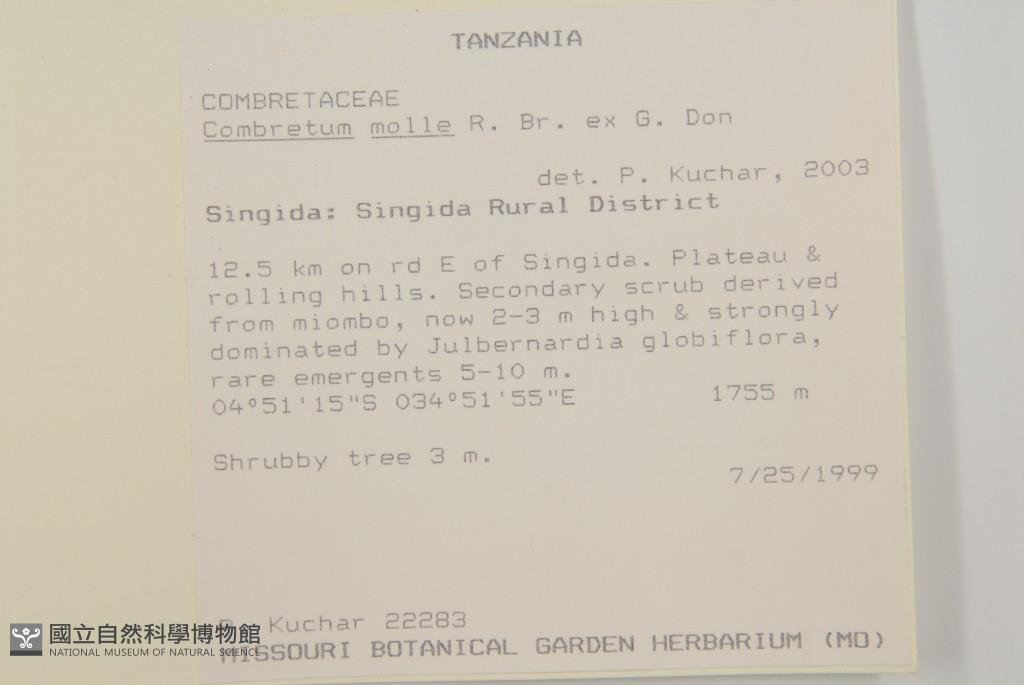 TANZANIA
COMBRETACEAE
Combretum molle R. Br. ex G. Don
det. P. Kuchar, 2003
Singida: Singida Rural District
12.5 km on rd E of Singida. Plateau &
rolling hills. Secondary scrub derived
from miombo, now 2-3 m high & strongly
dominated by Julbernardia globiflora,
rare emergents 5-10 m.
04°51'15"S 034°51'55"E 1755 m
Shrubby tree 3 m.
7/25/1999
P. Kuchar 22283
MISSOURI BOTANICAL GARDEN HERBARIUM (MO)
國立自然科學博物館
NATIONAL MUSEUM OF NATURAL SCIENCE